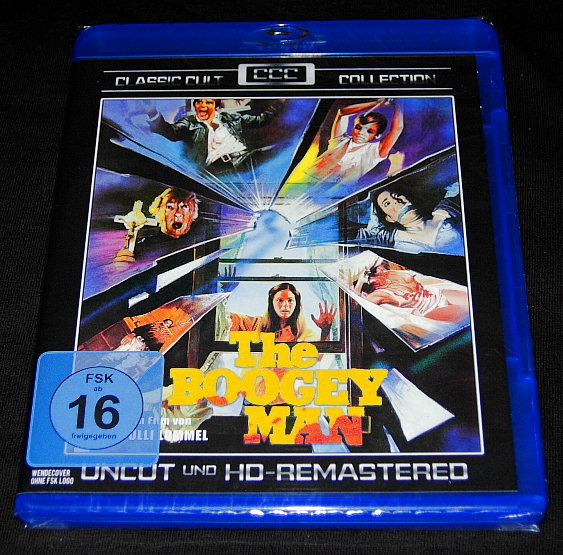 CLASSIC CULT CCC COLLECTION
The
BOOGEY
MAN
Film von
ULLI LOMMEL
FSK
ab
16
freigegeben
WENDECOVER
OHNE FSK LOGO
UNCUT UND HD-REMASTERED